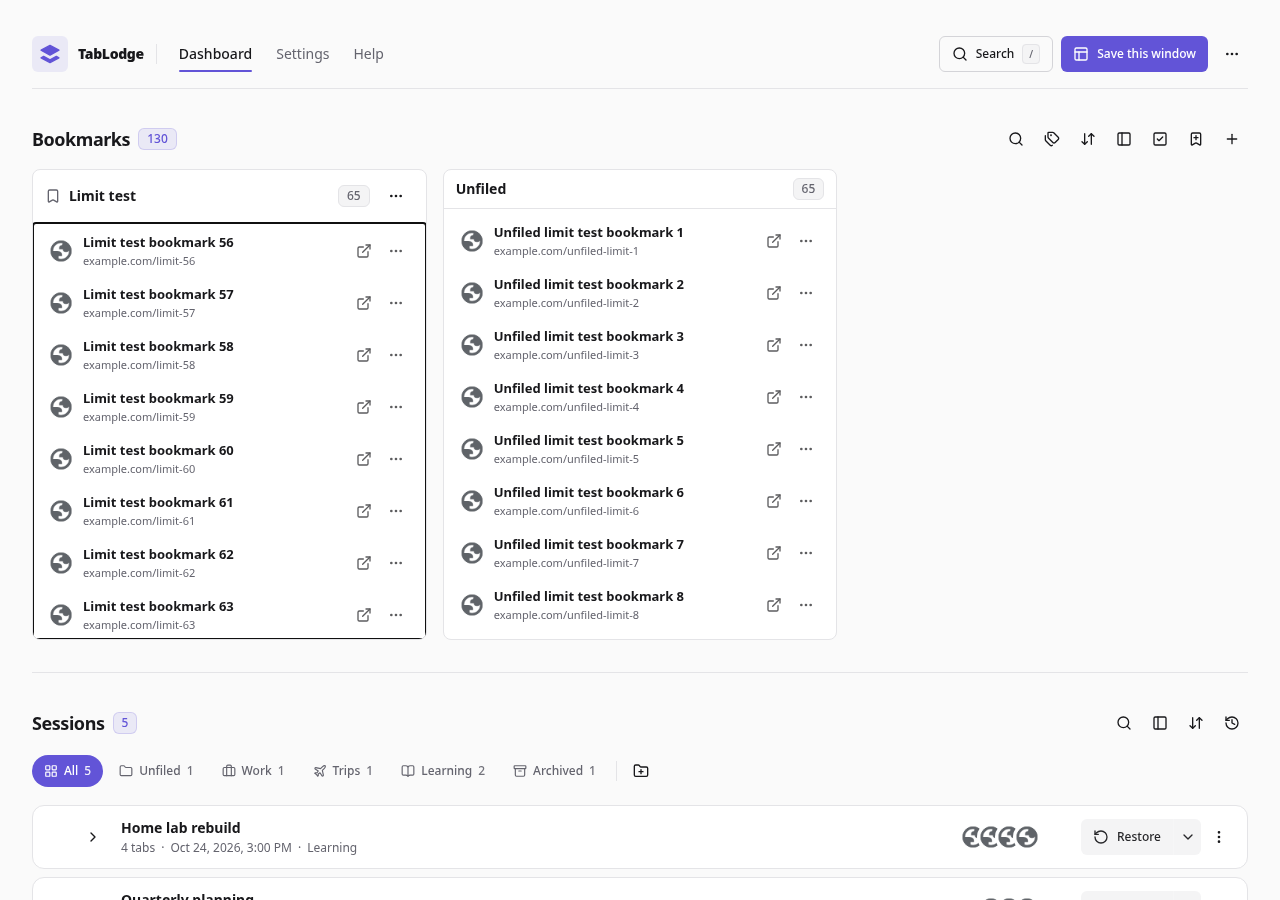 TabLodge
Dashboard
Settings
Help
Search /
Save this window
Bookmarks 130
Limit test 65
Limit test bookmark 56
example.com/limit-56
Limit test bookmark 57
example.com/limit-57
Limit test bookmark 58
example.com/limit-58
Limit test bookmark 59
example.com/limit-59
Limit test bookmark 60
example.com/limit-60
Limit test bookmark 61
example.com/limit-61
Limit test bookmark 62
example.com/limit-62
Limit test bookmark 63
example.com/limit-63
Unfiled 65
Unfiled limit test bookmark 1
example.com/unfiled-limit-1
Unfiled limit test bookmark 2
example.com/unfiled-limit-2
Unfiled limit test bookmark 3
example.com/unfiled-limit-3
Unfiled limit test bookmark 4
example.com/unfiled-limit-4
Unfiled limit test bookmark 5
example.com/unfiled-limit-5
Unfiled limit test bookmark 6
example.com/unfiled-limit-6
Unfiled limit test bookmark 7
example.com/unfiled-limit-7
Unfiled limit test bookmark 8
example.com/unfiled-limit-8
Sessions 5
All 5
Unfiled 1
Work 1
Trips 1
Learning 2
Archived 1
Home lab rebuild
4 tabs · Oct 24, 2026, 3:00 PM · Learning
Restore
Quarterly planning